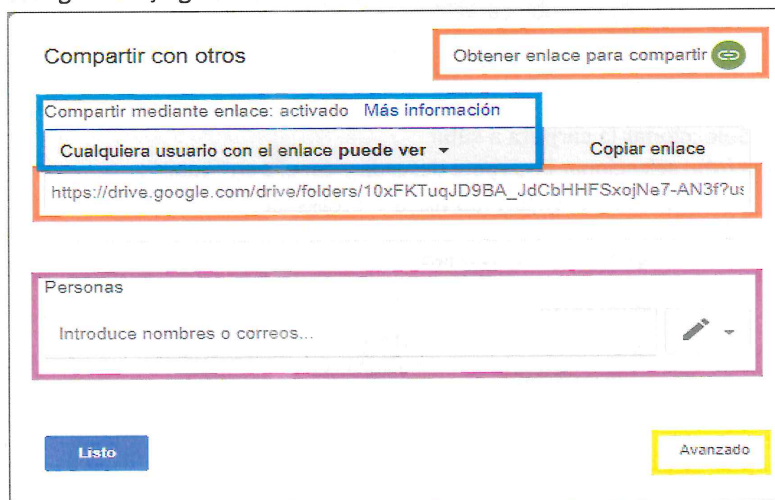 Compartir con otros
Obtener enlace para compartir
Compartir mediante enlace: activado Más información
Cualquiera usuario con el enlace puede ver
Copiar enlace
https://drive.google.com/drive/folders/10xFKTuqJD9BA_JdCbHHFSxojNe7-AN3f?us
Personas
Introduce nombres o correos...
Listo
Avanzado